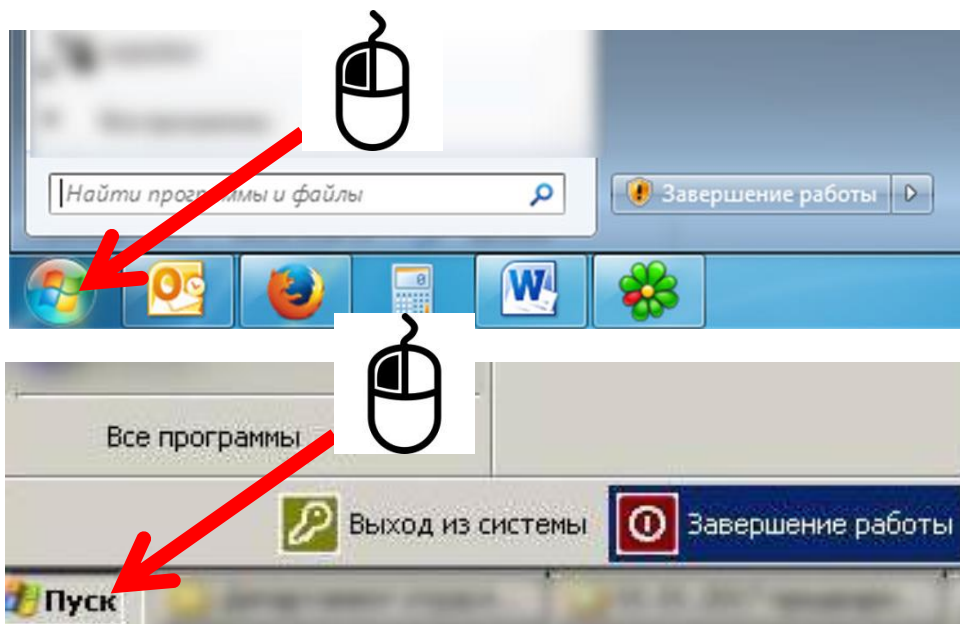 Найти программы и файлы
Завершение работы
Все программы
Выход из системы
Завершение работы
Пуск